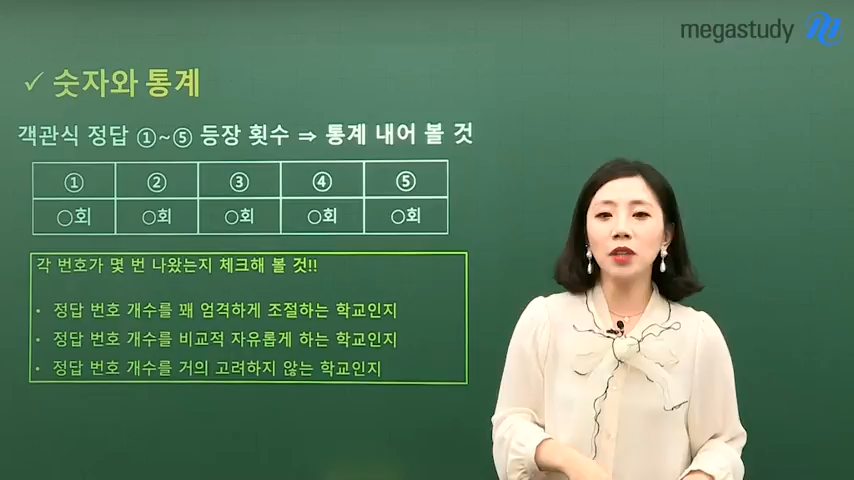 megastudy
✓ 숫자와 통계
객관식 정답 ①~⑤ 등장 횟수 ⇒ 통계 내어 볼 것
① ② ③ ④ ⑤
○회 ○회 ○회 ○회 ○회
각 번호가 몇 번 나왔는지 체크해 볼 것!!
• 정답 번호 개수를 꽤 엄격하게 조절하는 학교인지
• 정답 번호 개수를 비교적 자유롭게 하는 학교인지
• 정답 번호 개수를 거의 고려하지 않는 학교인지